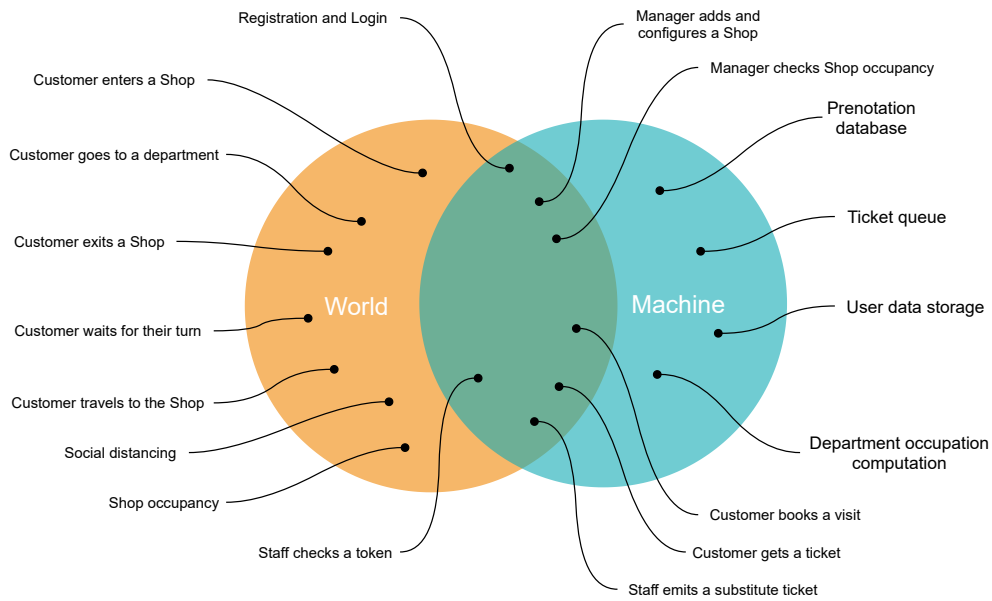 Registration and Login
Manager adds and
configures a Shop
Customer enters a Shop
Manager checks Shop occupancy
Prenotation
database
Customer goes to a department
Ticket queue
Customer exits a Shop
World
Machine
User data storage
Customer waits for their turn
Customer travels to the Shop
Social distancing
Department occupation
computation
Shop occupancy
Customer books a visit
Staff checks a token
Customer gets a ticket
Staff emits a substitute ticket